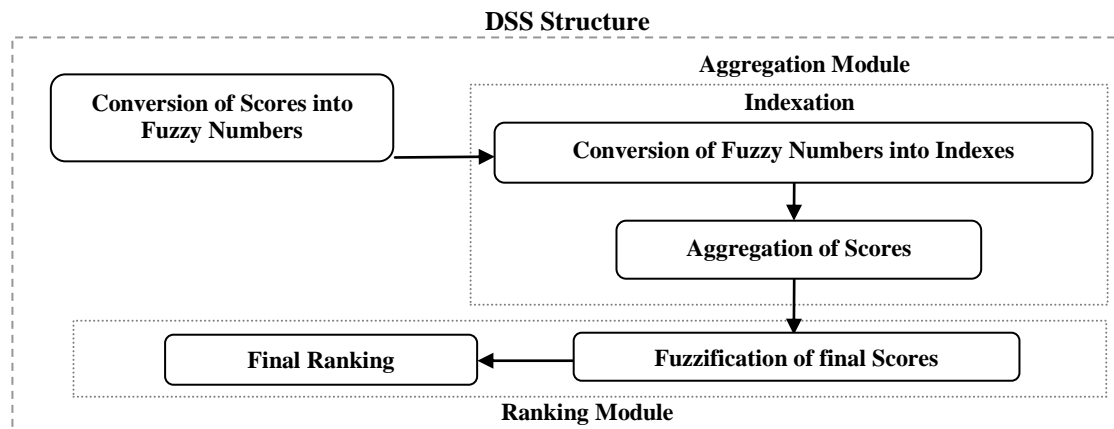 DSS Structure
Aggregation Module
Conversion of Scores into
Fuzzy Numbers
Indexation
Conversion of Fuzzy Numbers into Indexes
Aggregation of Scores
Fuzzification of final Scores
Final Ranking
Ranking Module